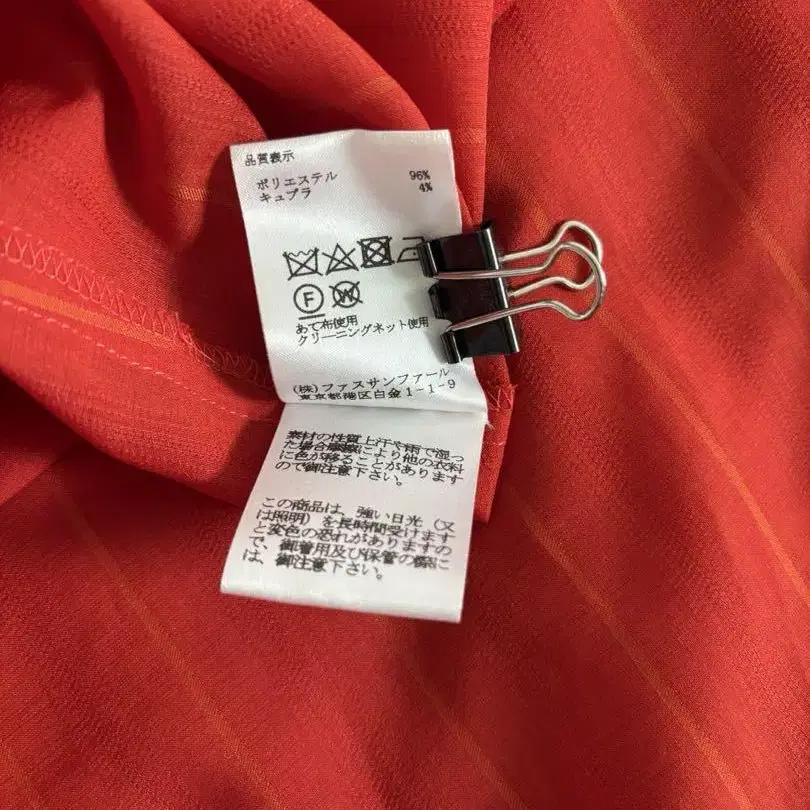 品質表示
ポリエステル 96%
キュプラ 4%
F
W
あて布使用
クリーニングネット使用
(株)ファスサンファール
東京都港区白金1-1-9
素材の性質上汗や雨で湿っ
た場合摩擦により他の衣料
に色が移ることがあります
ので御注意下さい。
この商品は、強い日光（又
は照明）を長時間受けます
と変色の恐れがありますの
で、御着用及び保管の際に
は、御注意下さい。